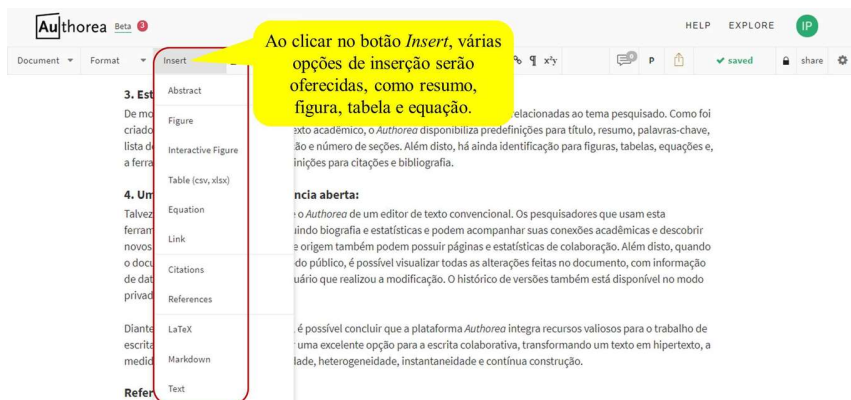 Authorea Beta 3
HELP EXPLORE IP
Document Format Insert x²y P saved share
Ao clicar no botão Insert, várias
opções de inserção serão
oferecidas, como resumo,
figura, tabela e equação.
Abstract
Figure
Interactive Figure
Table (csv, xlsx)
Equation
Link
Citations
References
LaTeX
Markdown
Text
3. Est
De mo relacionadas ao tema pesquisado. Como foi
criado exto acadêmico, o Authorea disponibiliza predefinições para título, resumo, palavras-chave,
lista de ão e número de seções. Além disto, há ainda identificação para figuras, tabelas, equações e,
a ferra inições para citações e bibliografia.
4. Um ncia aberta:
Talvez o Authorea de um editor de texto convencional. Os pesquisadores que usam esta
ferram uindo biografia e estatísticas e podem acompanhar suas conexões acadêmicas e descobrir
novos e origem também podem possuir páginas e estatísticas de colaboração. Além disto, quando
o docu do público, é possível visualizar todas as alterações feitas no documento, com informação
de dat uário que realizou a modificação. O histórico de versões também está disponível no modo
privad
Diante é possível concluir que a plataforma Authorea integra recursos valiosos para o trabalho de
escrita uma excelente opção para a escrita colaborativa, transformando um texto em hipertexto, a
medid lade, heterogeneidade, instantaneidade e contínua construção.
Refer